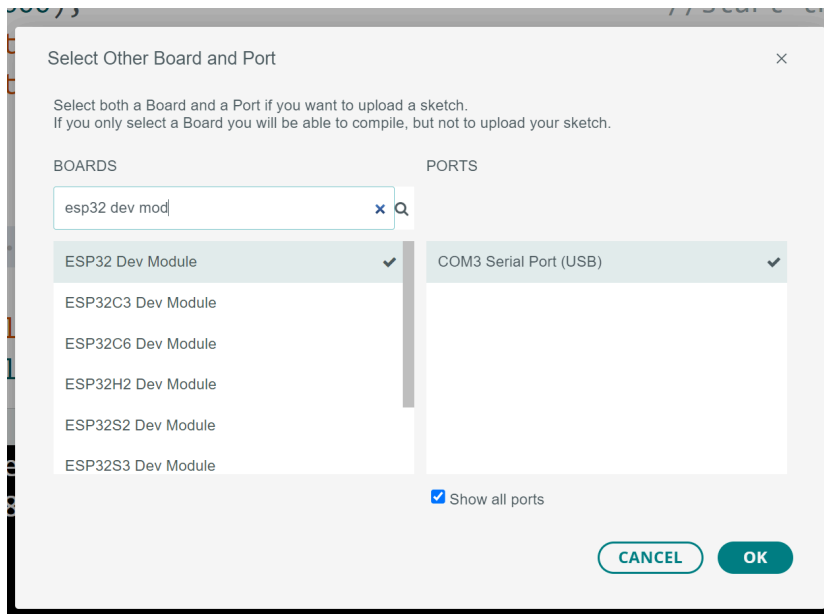 Select Other Board and Port
Select both a Board and a Port if you want to upload a sketch.
If you only select a Board you will be able to compile, but not to upload your sketch.
BOARDS
PORTS
esp32 dev mod
ESP32 Dev Module
COM3 Serial Port (USB)
ESP32C3 Dev Module
ESP32C6 Dev Module
ESP32H2 Dev Module
ESP32S2 Dev Module
ESP32S3 Dev Module
Show all ports
CANCEL
OK